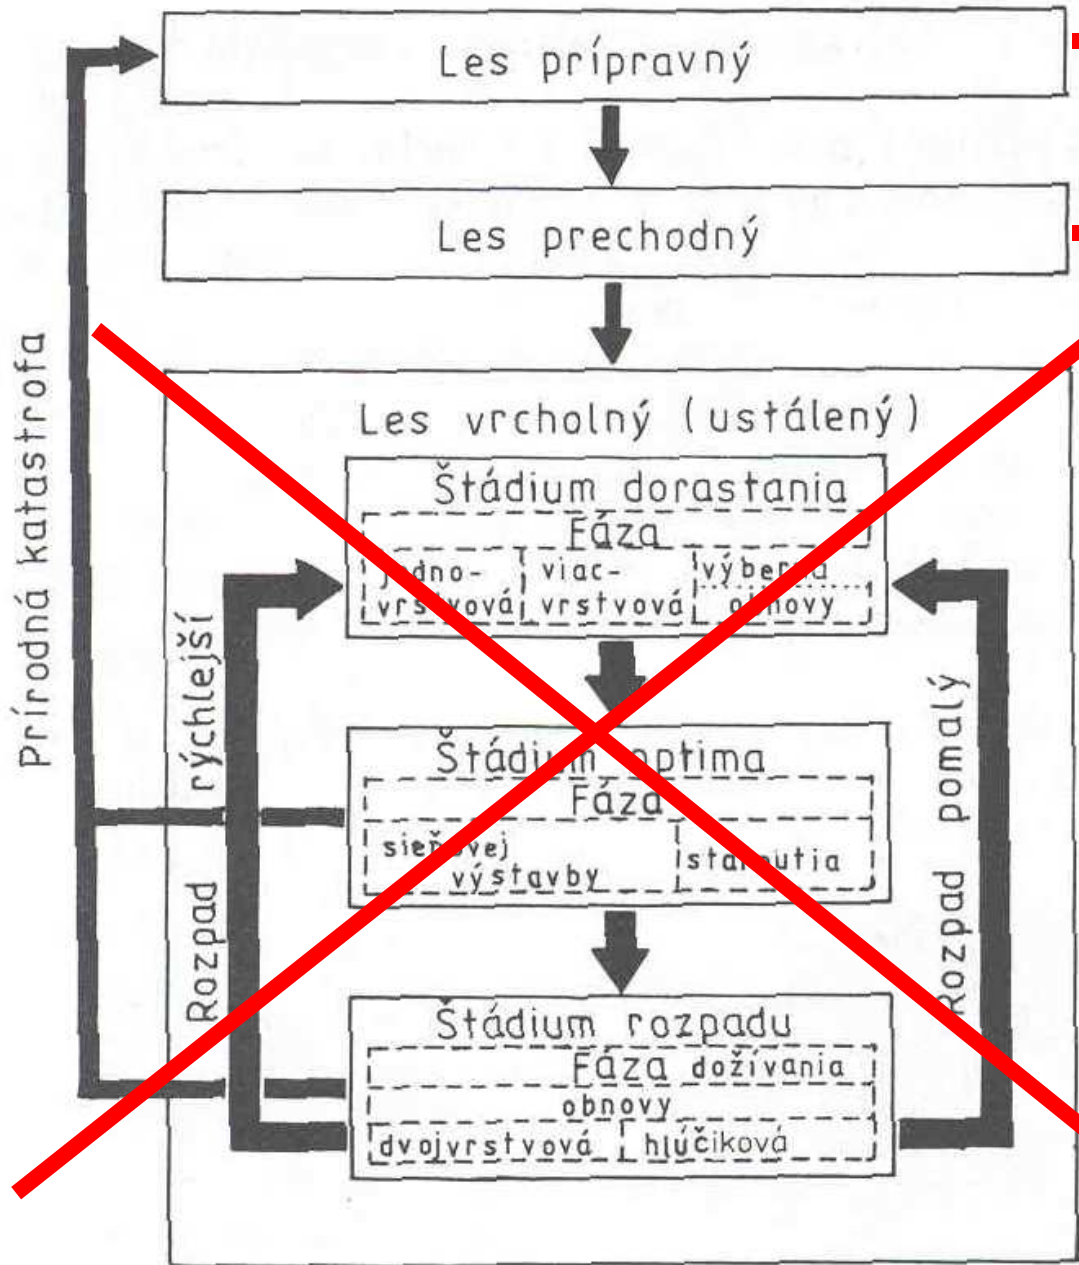 Les prípravný
Les prechodný
Prírodná katastrofa
Les vrcholný (ustálený)
Štádium dorastania
Fáza
jedno-
vrstvová
viac-
vrstvová
výberná
obnovy
Rozpad rýchlejší
Rozpad pomalý
Štádium optima
Fáza
sieňovej
výstavby
starnutia
Štádium rozpadu
Fáza dožívania
obnovy
dvojvrstvová
hlúčiková